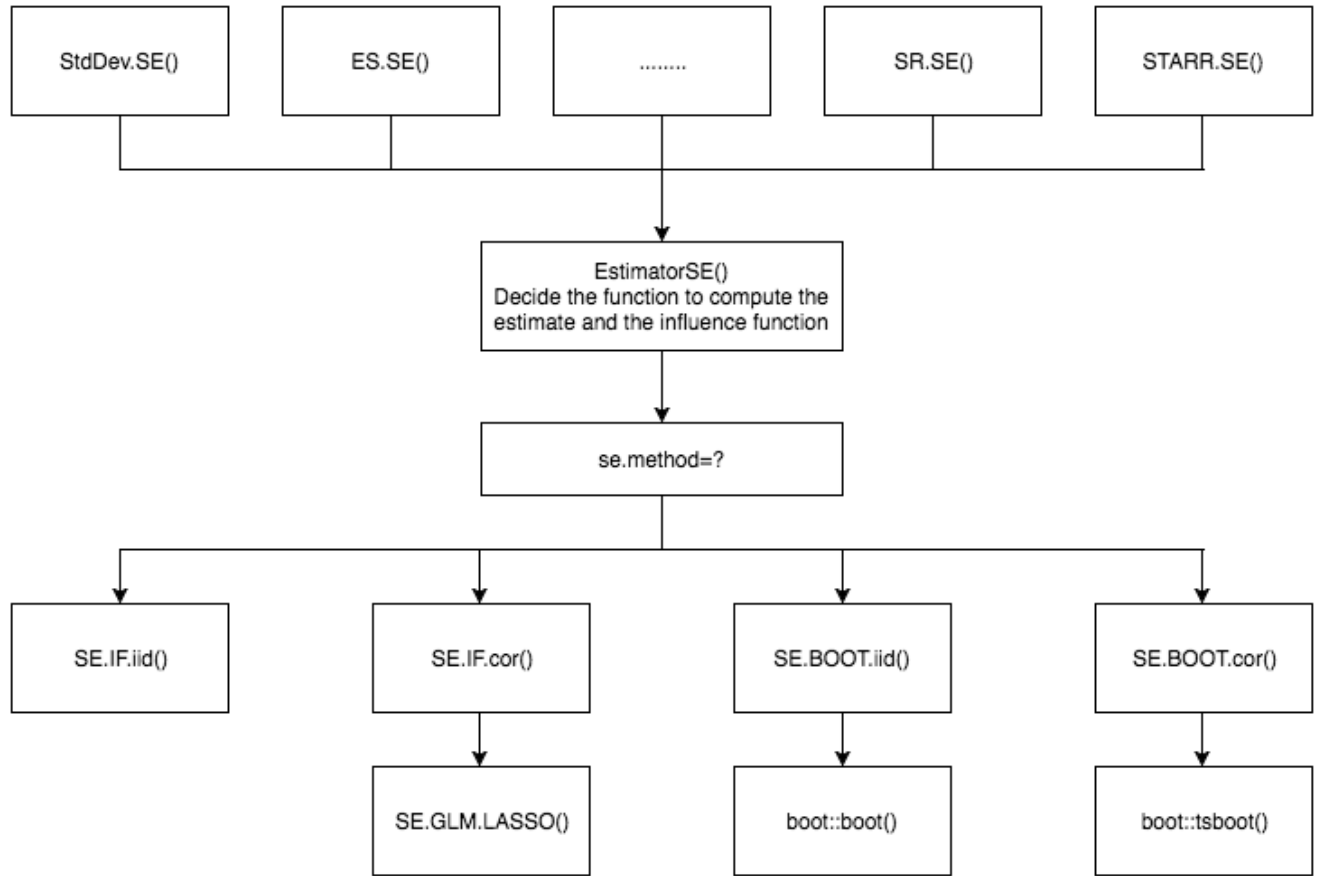 StdDev.SE()
ES.SE()
........
SR.SE()
STARR.SE()
EstimatorSE()
Decide the function to compute the
estimate and the influence function
se.method=?
SE.IF.iid()
SE.IF.cor()
SE.BOOT.iid()
SE.BOOT.cor()
SE.GLM.LASSO()
boot::boot()
boot::tsboot()